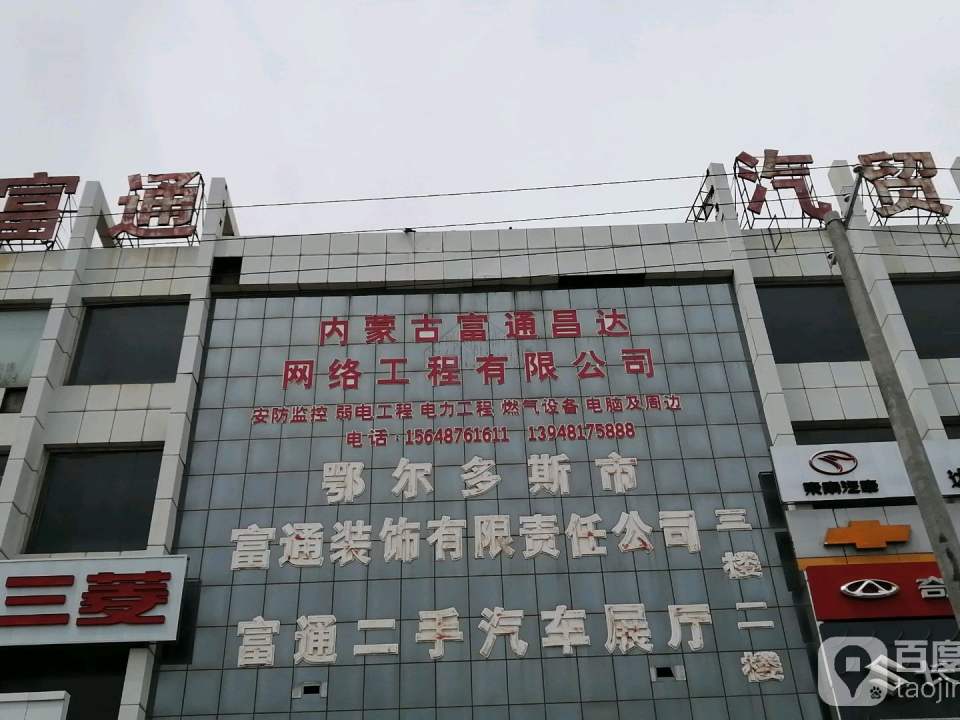 富通 汽贸
内蒙古富通昌达
网络工程有限公司
安防监控 弱电工程 电力工程 燃气设备 电脑及周边
电话：15648761611 13948175888
鄂尔多斯市
富通装饰有限责任公司 三楼
富通二手汽车展厅 二楼
三菱
东南汽车
CHERY
奇
百度
taojin